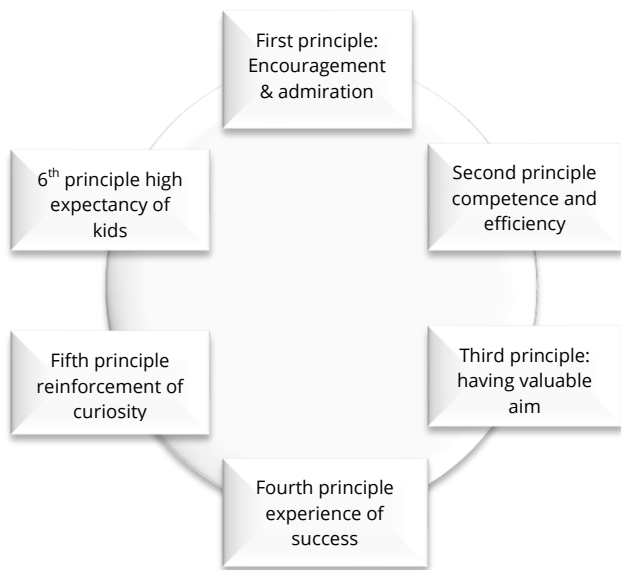 First principle:
Encouragement
& admiration
Second principle
competence and
efficiency
Third principle:
having valuable
aim
Fourth principle
experience of
success
Fifth principle
reinforcement of
curiosity
6th principle high
expectancy of
kids